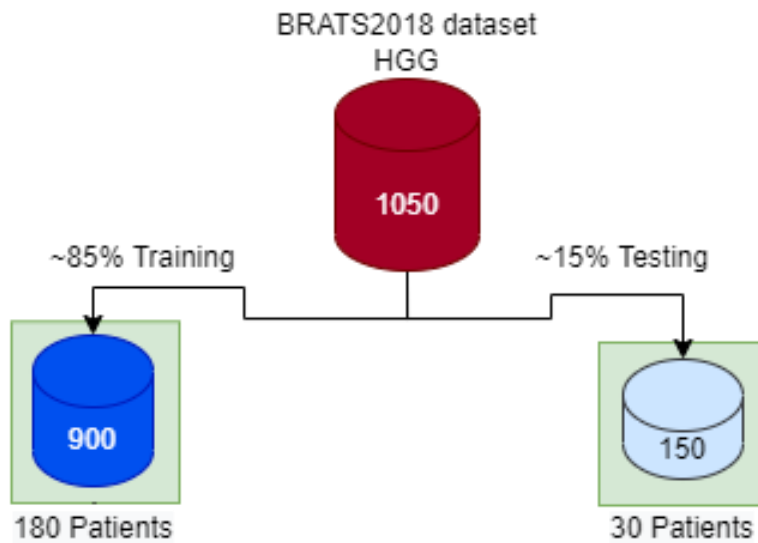 BRATS2018 dataset
HGG
1050
~85% Training
~15% Testing
900
150
180 Patients
30 Patients